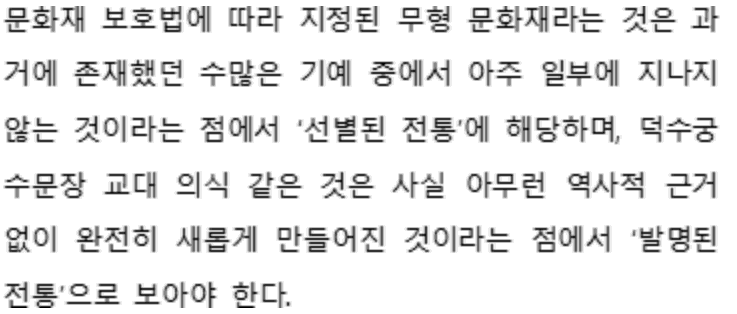 문화재 보호법에 따라 지정된 무형 문화재라는 것은 과
거에 존재했던 수많은 기예 중에서 아주 일부에 지나지
않는 것이라는 점에서 ‘선별된 전통’에 해당하며, 덕수궁
수문장 교대 의식 같은 것은 사실 아무런 역사적 근거
없이 완전히 새롭게 만들어진 것이라는 점에서 ‘발명된
전통’으로 보아야 한다.